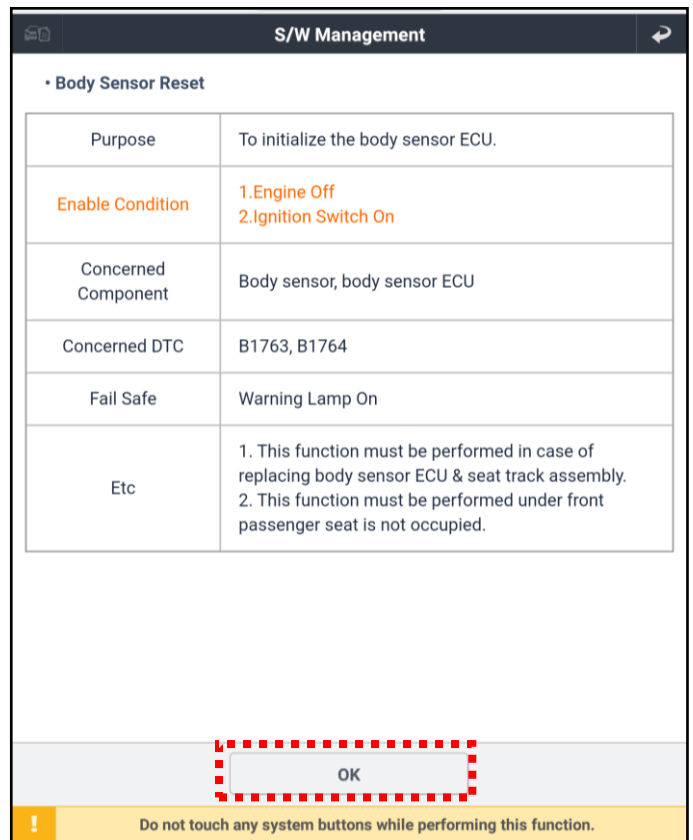 S/W Management
• Body Sensor Reset
Purpose
To initialize the body sensor ECU.
Enable Condition
1.Engine Off
2.Ignition Switch On
Concerned
Component
Body sensor, body sensor ECU
Concerned DTC
B1763, B1764
Fail Safe
Warning Lamp On
Etc
1. This function must be performed in case of
replacing body sensor ECU & seat track assembly.
2. This function must be performed under front
passenger seat is not occupied.
OK
! Do not touch any system buttons while performing this function.